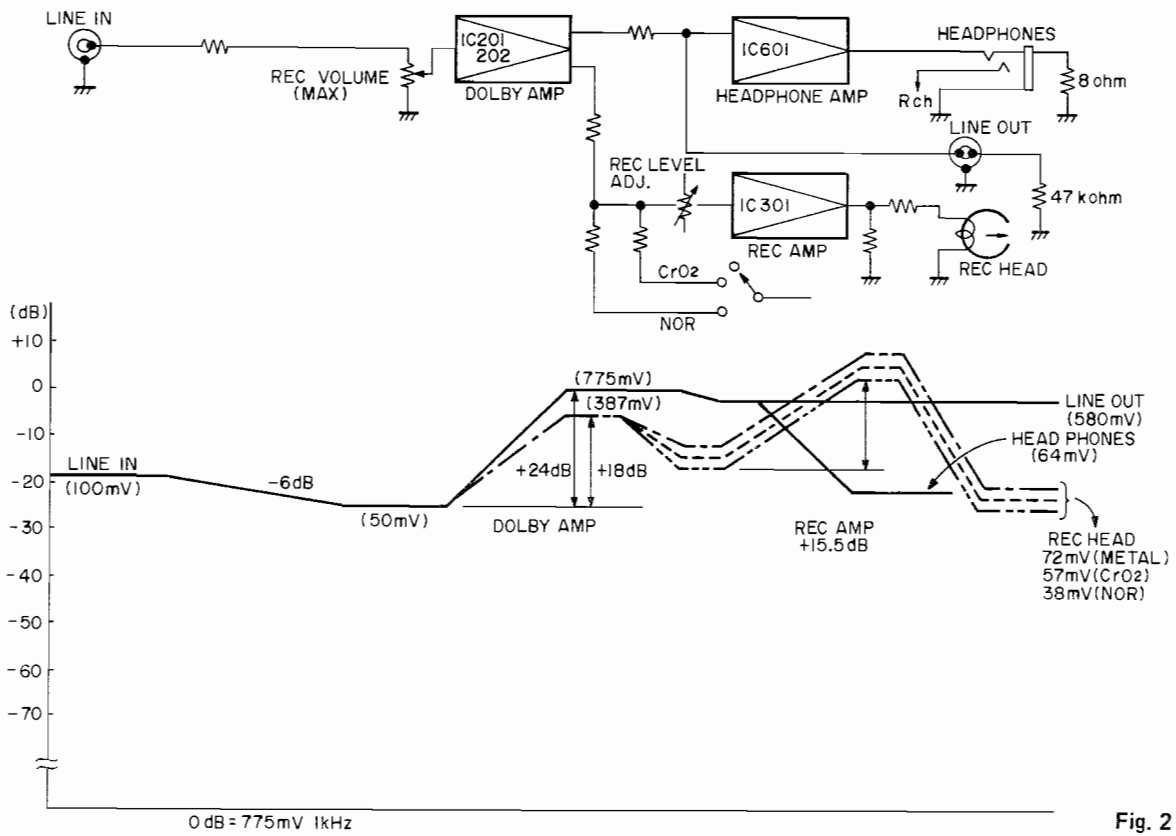 LINE IN
REC VOLUME
(MAX)
IC201
202
DOLBY AMP
IC601
HEADPHONE AMP
HEADPHONES
Rch
8 ohm
LINE OUT
47 k ohm
REC LEVEL
ADJ.
IC301
REC AMP
REC HEAD
CrO2
NOR
(dB)
+10
0
-10
-20
-30
-40
-50
-60
-70
LINE IN
(100mV)
-6dB
(50mV)
(775mV)
(387mV)
+24dB
+18dB
DOLBY AMP
REC AMP
+15.5dB
LINE OUT
(580mV)
HEAD PHONES
(64mV)
REC HEAD
72mV(METAL)
57mV(CrO2)
38mV(NOR)
0 dB = 775mV 1kHz
Fig. 2